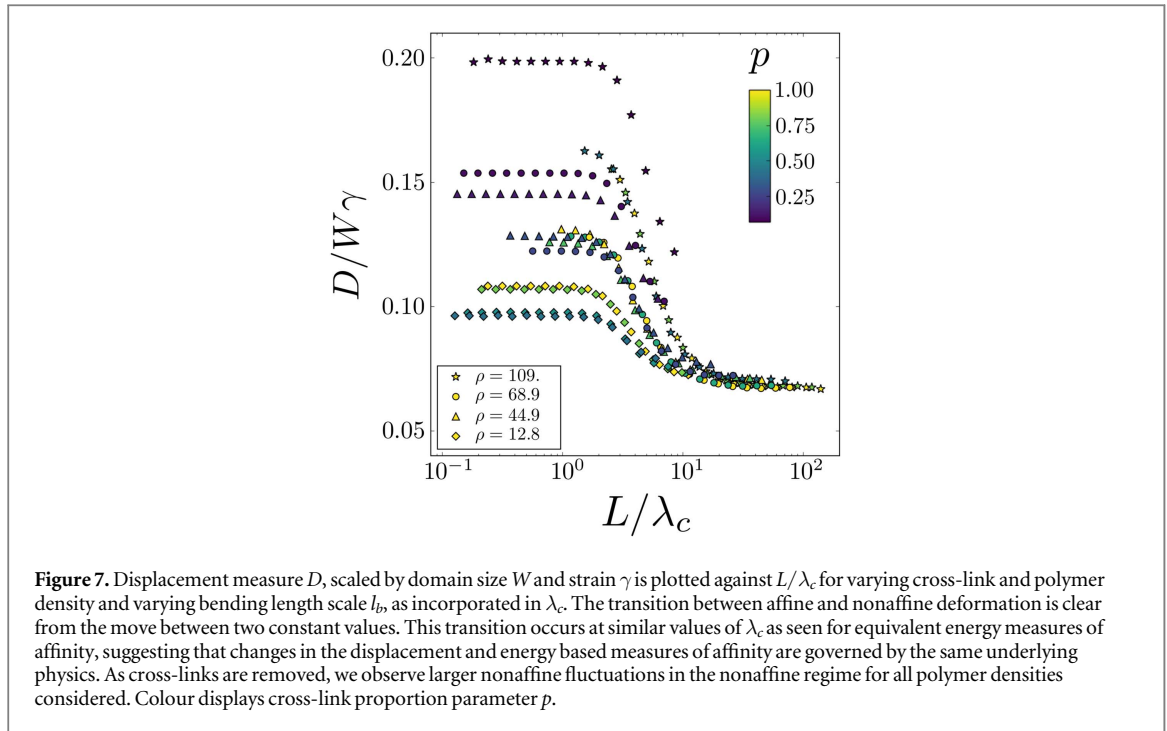 0.20
0.15
0.10
0.05
D/Wγ
p
1.00
0.75
0.50
0.25
ρ = 109.
ρ = 68.9
ρ = 44.9
ρ = 12.8
10⁻¹ 10⁰ 10¹ 10²
L/λ_c
Figure 7. Displacement measure D, scaled by domain size W and strain γ is plotted against L/λ_c for varying cross-link and polymer
density and varying bending length scale l_b, as incorporated in λ_c. The transition between affine and nonaffine deformation is clear
from the move between two constant values. This transition occurs at similar values of λ_c as seen for equivalent energy measures of
affinity, suggesting that changes in the displacement and energy based measures of affinity are governed by the same underlying
physics. As cross-links are removed, we observe larger nonaffine fluctuations in the nonaffine regime for all polymer densities
considered. Colour displays cross-link proportion parameter p.